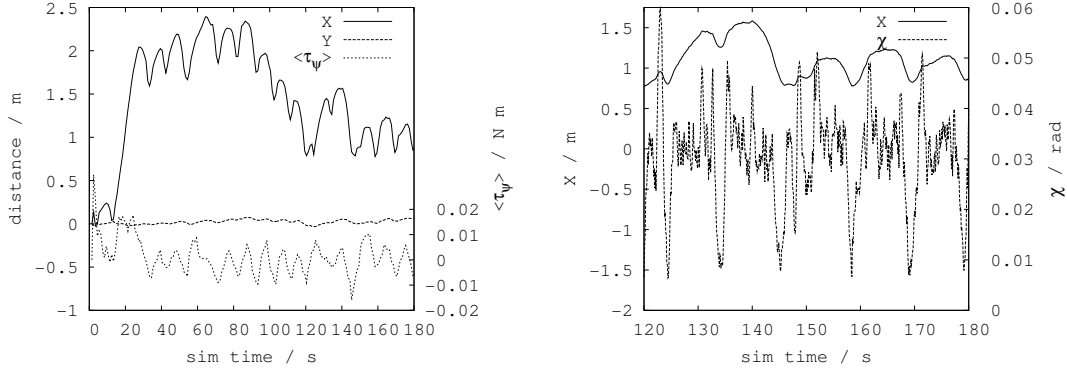 2.5
2
1.5
1
0.5
0
-0.5
-1
distance / m
X
Y
<τψ>
0.02
0.01
0
-0.01
-0.02
<τψ> / N m
0 20 40 60 80 100 120 140 160 180
sim time / s
1.5
1
0.5
0
-0.5
-1
-1.5
-2
X / m
X
χ
0.06
0.05
0.04
0.03
0.02
0.01
0
χ / rad
120 130 140 150 160 170 180
sim time / s